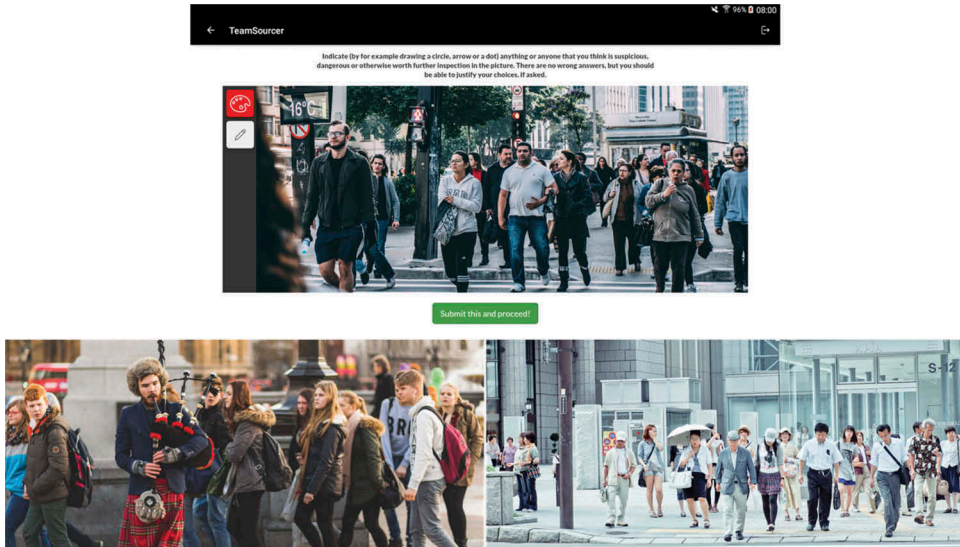 96% 08:00
← TeamSourcer
Indicate (by for example drawing a circle, arrow or a dot) anything or anyone that you think is suspicious,
dangerous or otherwise worth further inspection in the picture. There are no wrong answers, but you should
be able to justify your choices, if asked.
16°C
Submit this and proceed!
BR
S-12